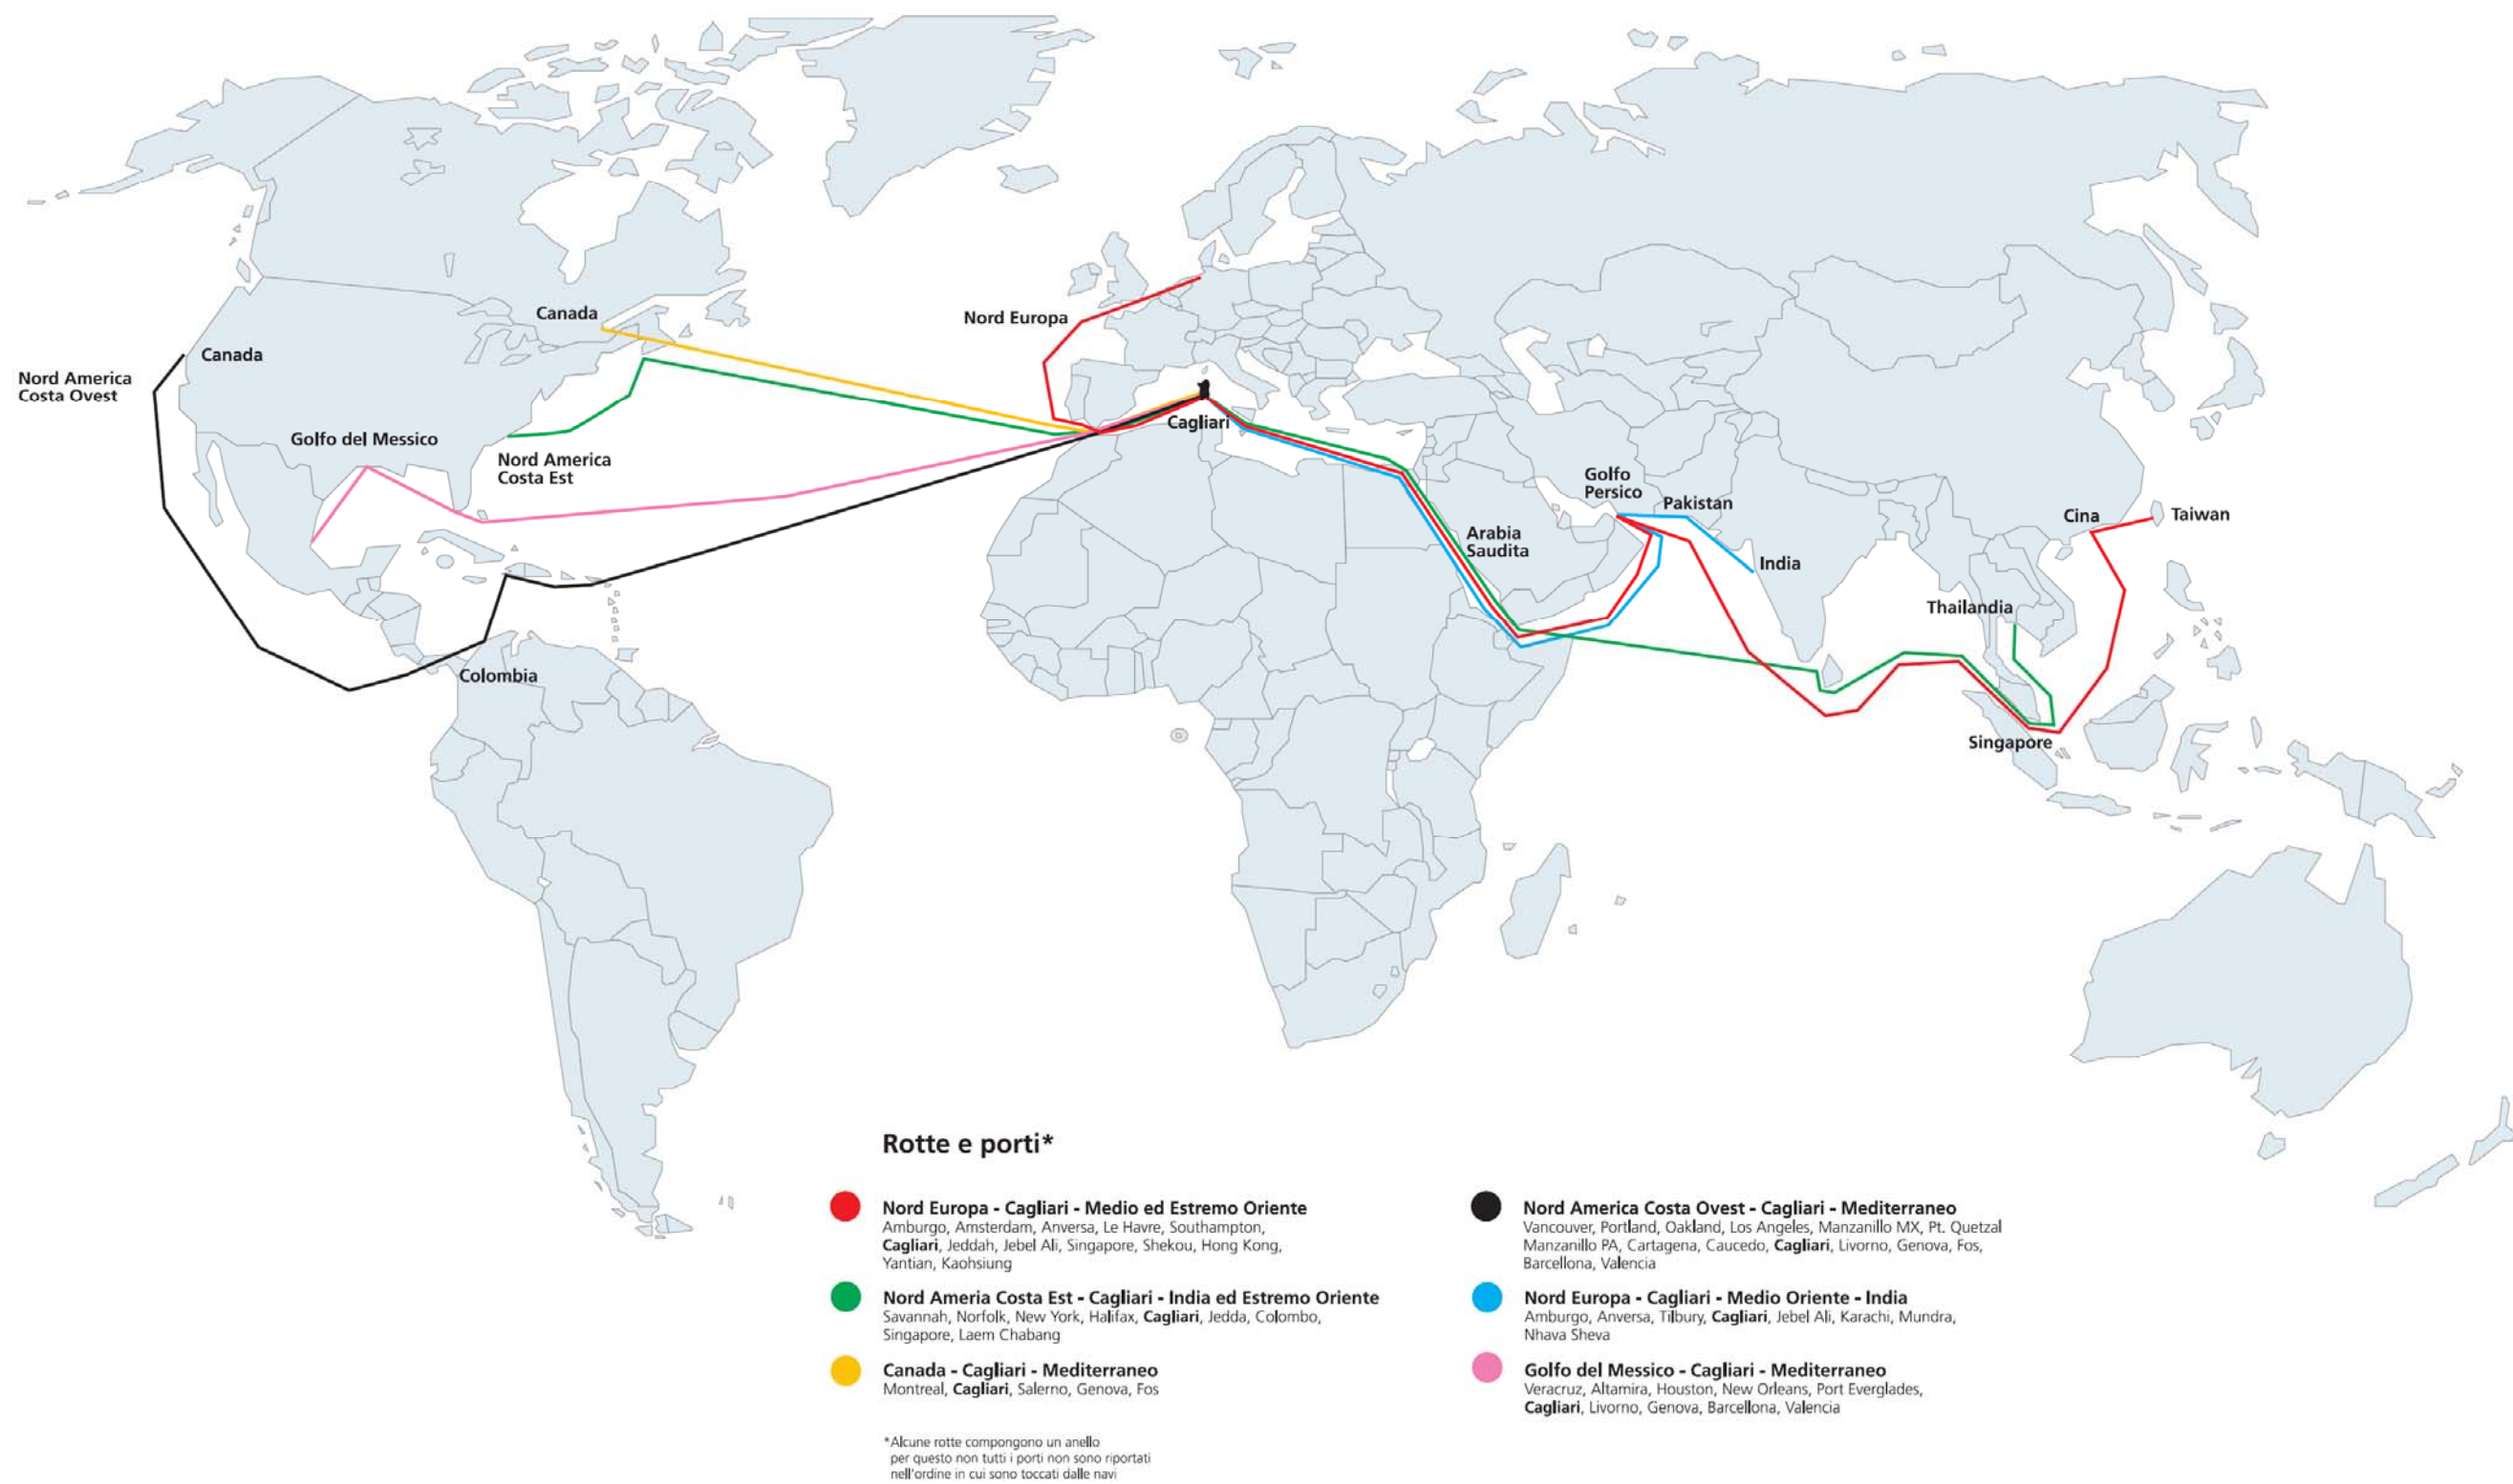 Canada
Nord Europa
Canada
Nord America
Costa Ovest
Cagliari
Golfo del Messico
Nord America
Costa Est
Golfo
Persico
Pakistan
Cina
Taiwan
Arabia
Saudita
India
Thailandia
Colombia
Singapore
Rotte e porti*
Nord Europa - Cagliari - Medio ed Estremo Oriente
Amburgo, Amsterdam, Anversa, Le Havre, Southampton,
Cagliari, Jeddah, Jebel Ali, Singapore, Shekou, Hong Kong,
Yantian, Kaohsiung
Nord Ameria Costa Est - Cagliari - India ed Estremo Oriente
Savannah, Norfolk, New York, Halifax, Cagliari, Jedda, Colombo,
Singapore, Laem Chabang
Canada - Cagliari - Mediterraneo
Montreal, Cagliari, Salerno, Genova, Fos
*Alcune rotte compongono un anello
per questo non tutti i porti non sono riportati
nell'ordine in cui sono toccati dalle navi
Nord America Costa Ovest - Cagliari - Mediterraneo
Vancouver, Portland, Oakland, Los Angeles, Manzanillo MX, Pt. Quetzal
Manzanillo PA, Cartagena, Caucedo, Cagliari, Livorno, Genova, Fos,
Barcellona, Valencia
Nord Europa - Cagliari - Medio Oriente - India
Amburgo, Anversa, Tilbury, Cagliari, Jebel Ali, Karachi, Mundra,
Nhava Sheva
Golfo del Messico - Cagliari - Mediterraneo
Veracruz, Altamira, Houston, New Orleans, Port Everglades,
Cagliari, Livorno, Genova, Barcellona, Valencia